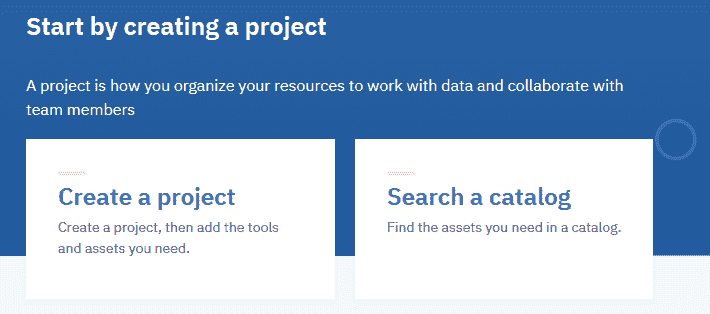 Start by creating a project
A project is how you organize your resources to work with data and collaborate with
team members
Create a project
Create a project, then add the tools
and assets you need.
Search a catalog
Find the assets you need in a catalog.